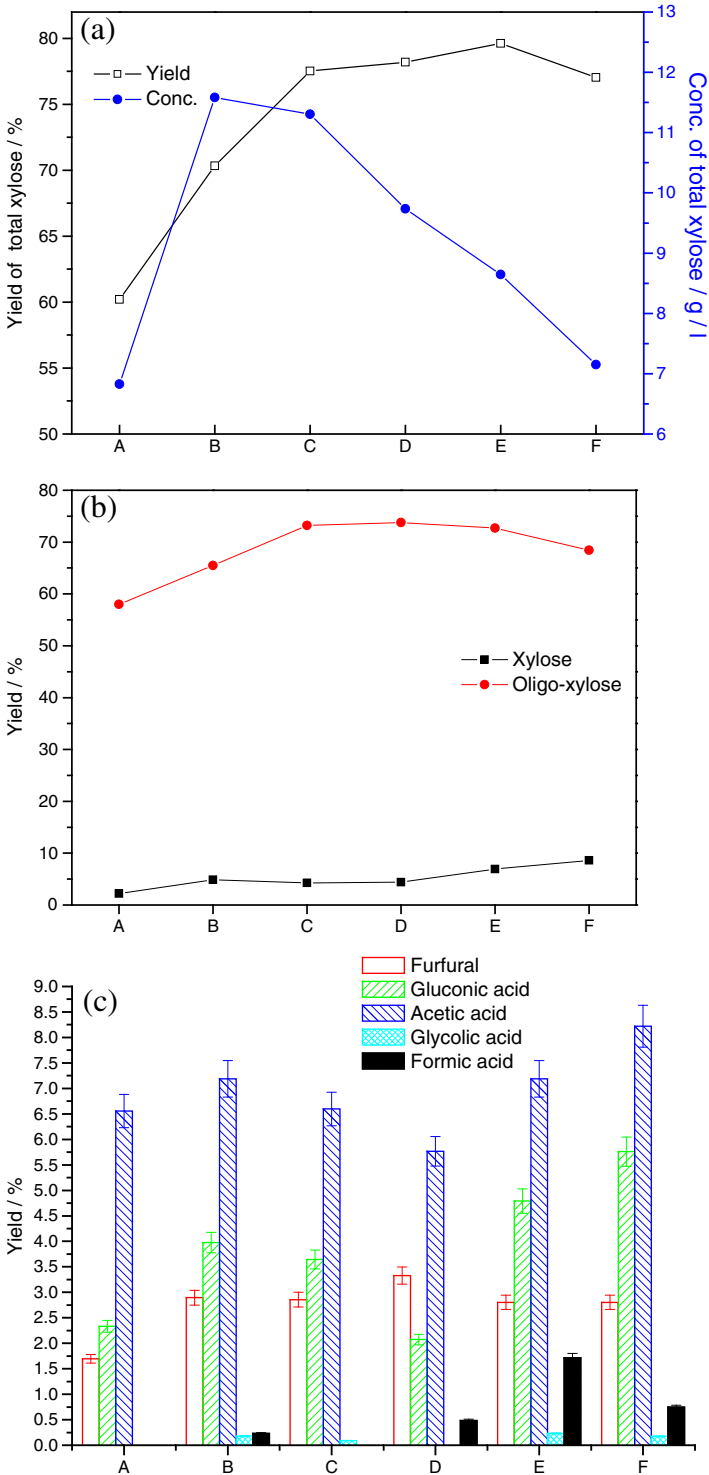 (a)
Yield
Conc.
Yield of total xylose / %
80
75
70
65
60
55
50
Conc. of total xylose / g / l
13
12
11
10
9
8
7
6
A B C D E F
(b)
Xylose
Oligo-xylose
Yield / %
80
70
60
50
40
30
20
10
0
A B C D E F
Furfural
Gluconic acid
Acetic acid
Glycolic acid
Formic acid
(c)
Yield / %
9.0
8.5
8.0
7.5
7.0
6.5
6.0
5.5
5.0
4.5
4.0
3.5
3.0
2.5
2.0
1.5
1.0
0.5
0.0
A B C D E F